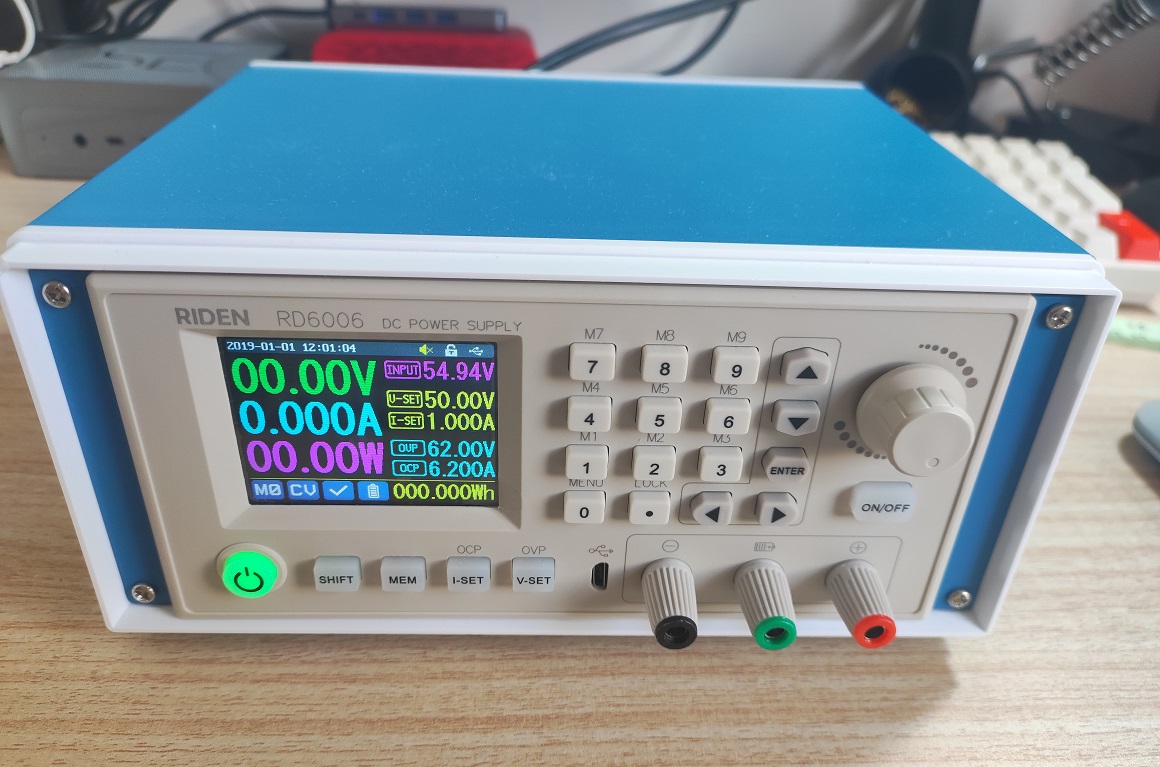 RIDEN RD6006 DC POWER SUPPLY
2019-01-01 12:01:04
00.00V INPUT 54.94V
0.000A V-SET 50.00V
I-SET 1.000A
00.00W OVP 62.00V
OCP 6.200A
M0 CV 000.000Wh
M7 M8 M9
7 8 9
M4 M5 M6
4 5 6
M1 M2 M3
1 2 3 ENTER
MENU LOCK
0 •
ON/OFF
OCP OVP
SHIFT MEM I-SET V-SET